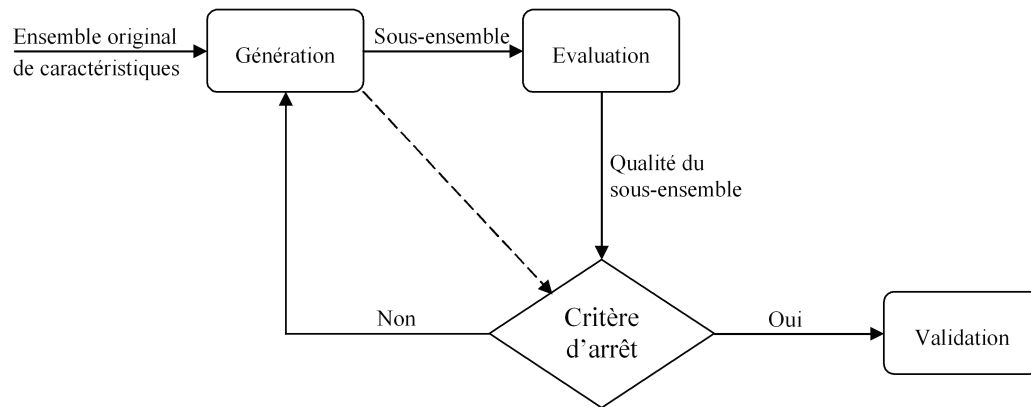 Ensemble original
de caractéristiques
Génération
Sous-ensemble
Evaluation
Qualité du
sous-ensemble
Non
Critère
d’arrêt
Oui
Validation